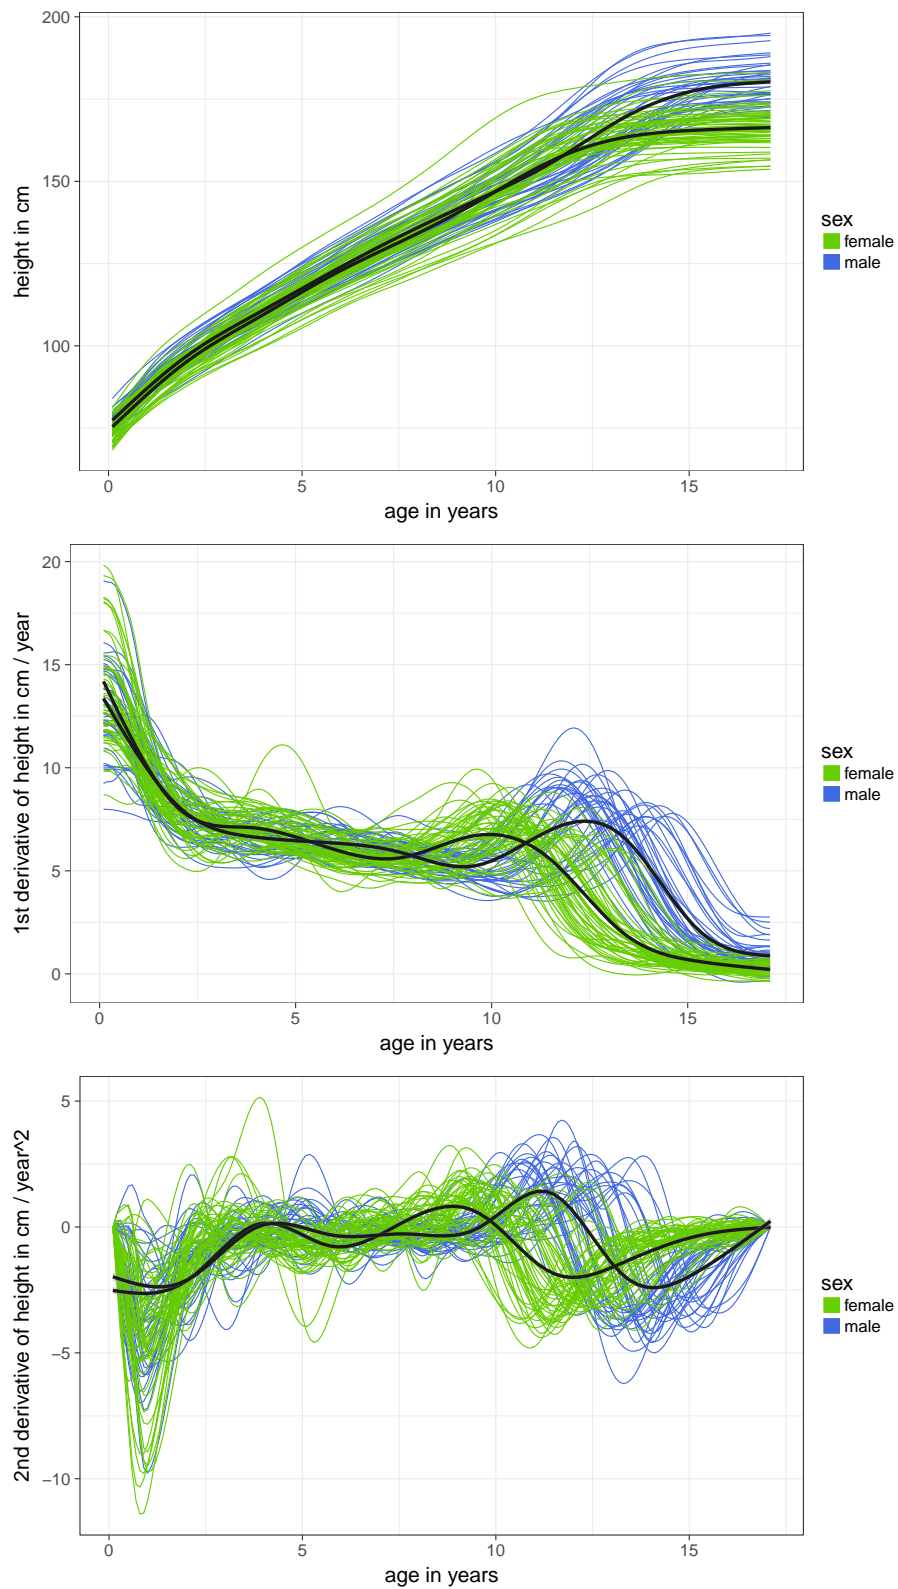 200
150
100
height in cm
0
5
10
15
age in years
sex
female
male
20
15
10
5
0
1st derivative of height in cm / year
0
5
10
15
age in years
sex
female
male
5
0
−5
−10
2nd derivative of height in cm / year^2
0
5
10
15
age in years
sex
female
male